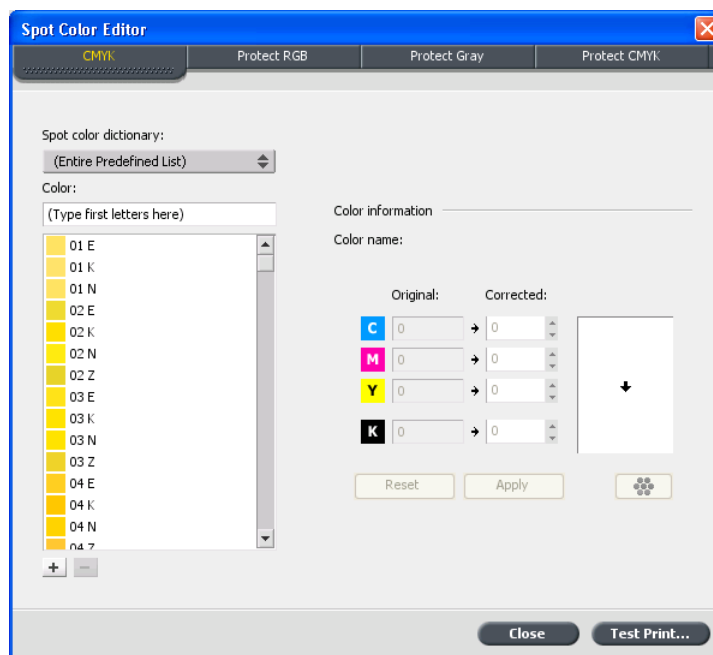 Spot Color Editor
CMYK Protect RGB Protect Gray Protect CMYK
Spot color dictionary:
(Entire Predefined List)
Color:
(Type first letters here)
01 E
01 K
01 N
02 E
02 K
02 N
02 Z
03 E
03 K
03 N
03 Z
04 E
04 K
04 N
04 Z
Color information
Color name:
Original: Corrected:
C 0 0
M 0 0
Y 0 0
K 0 0
Reset Apply
Close Test Print...